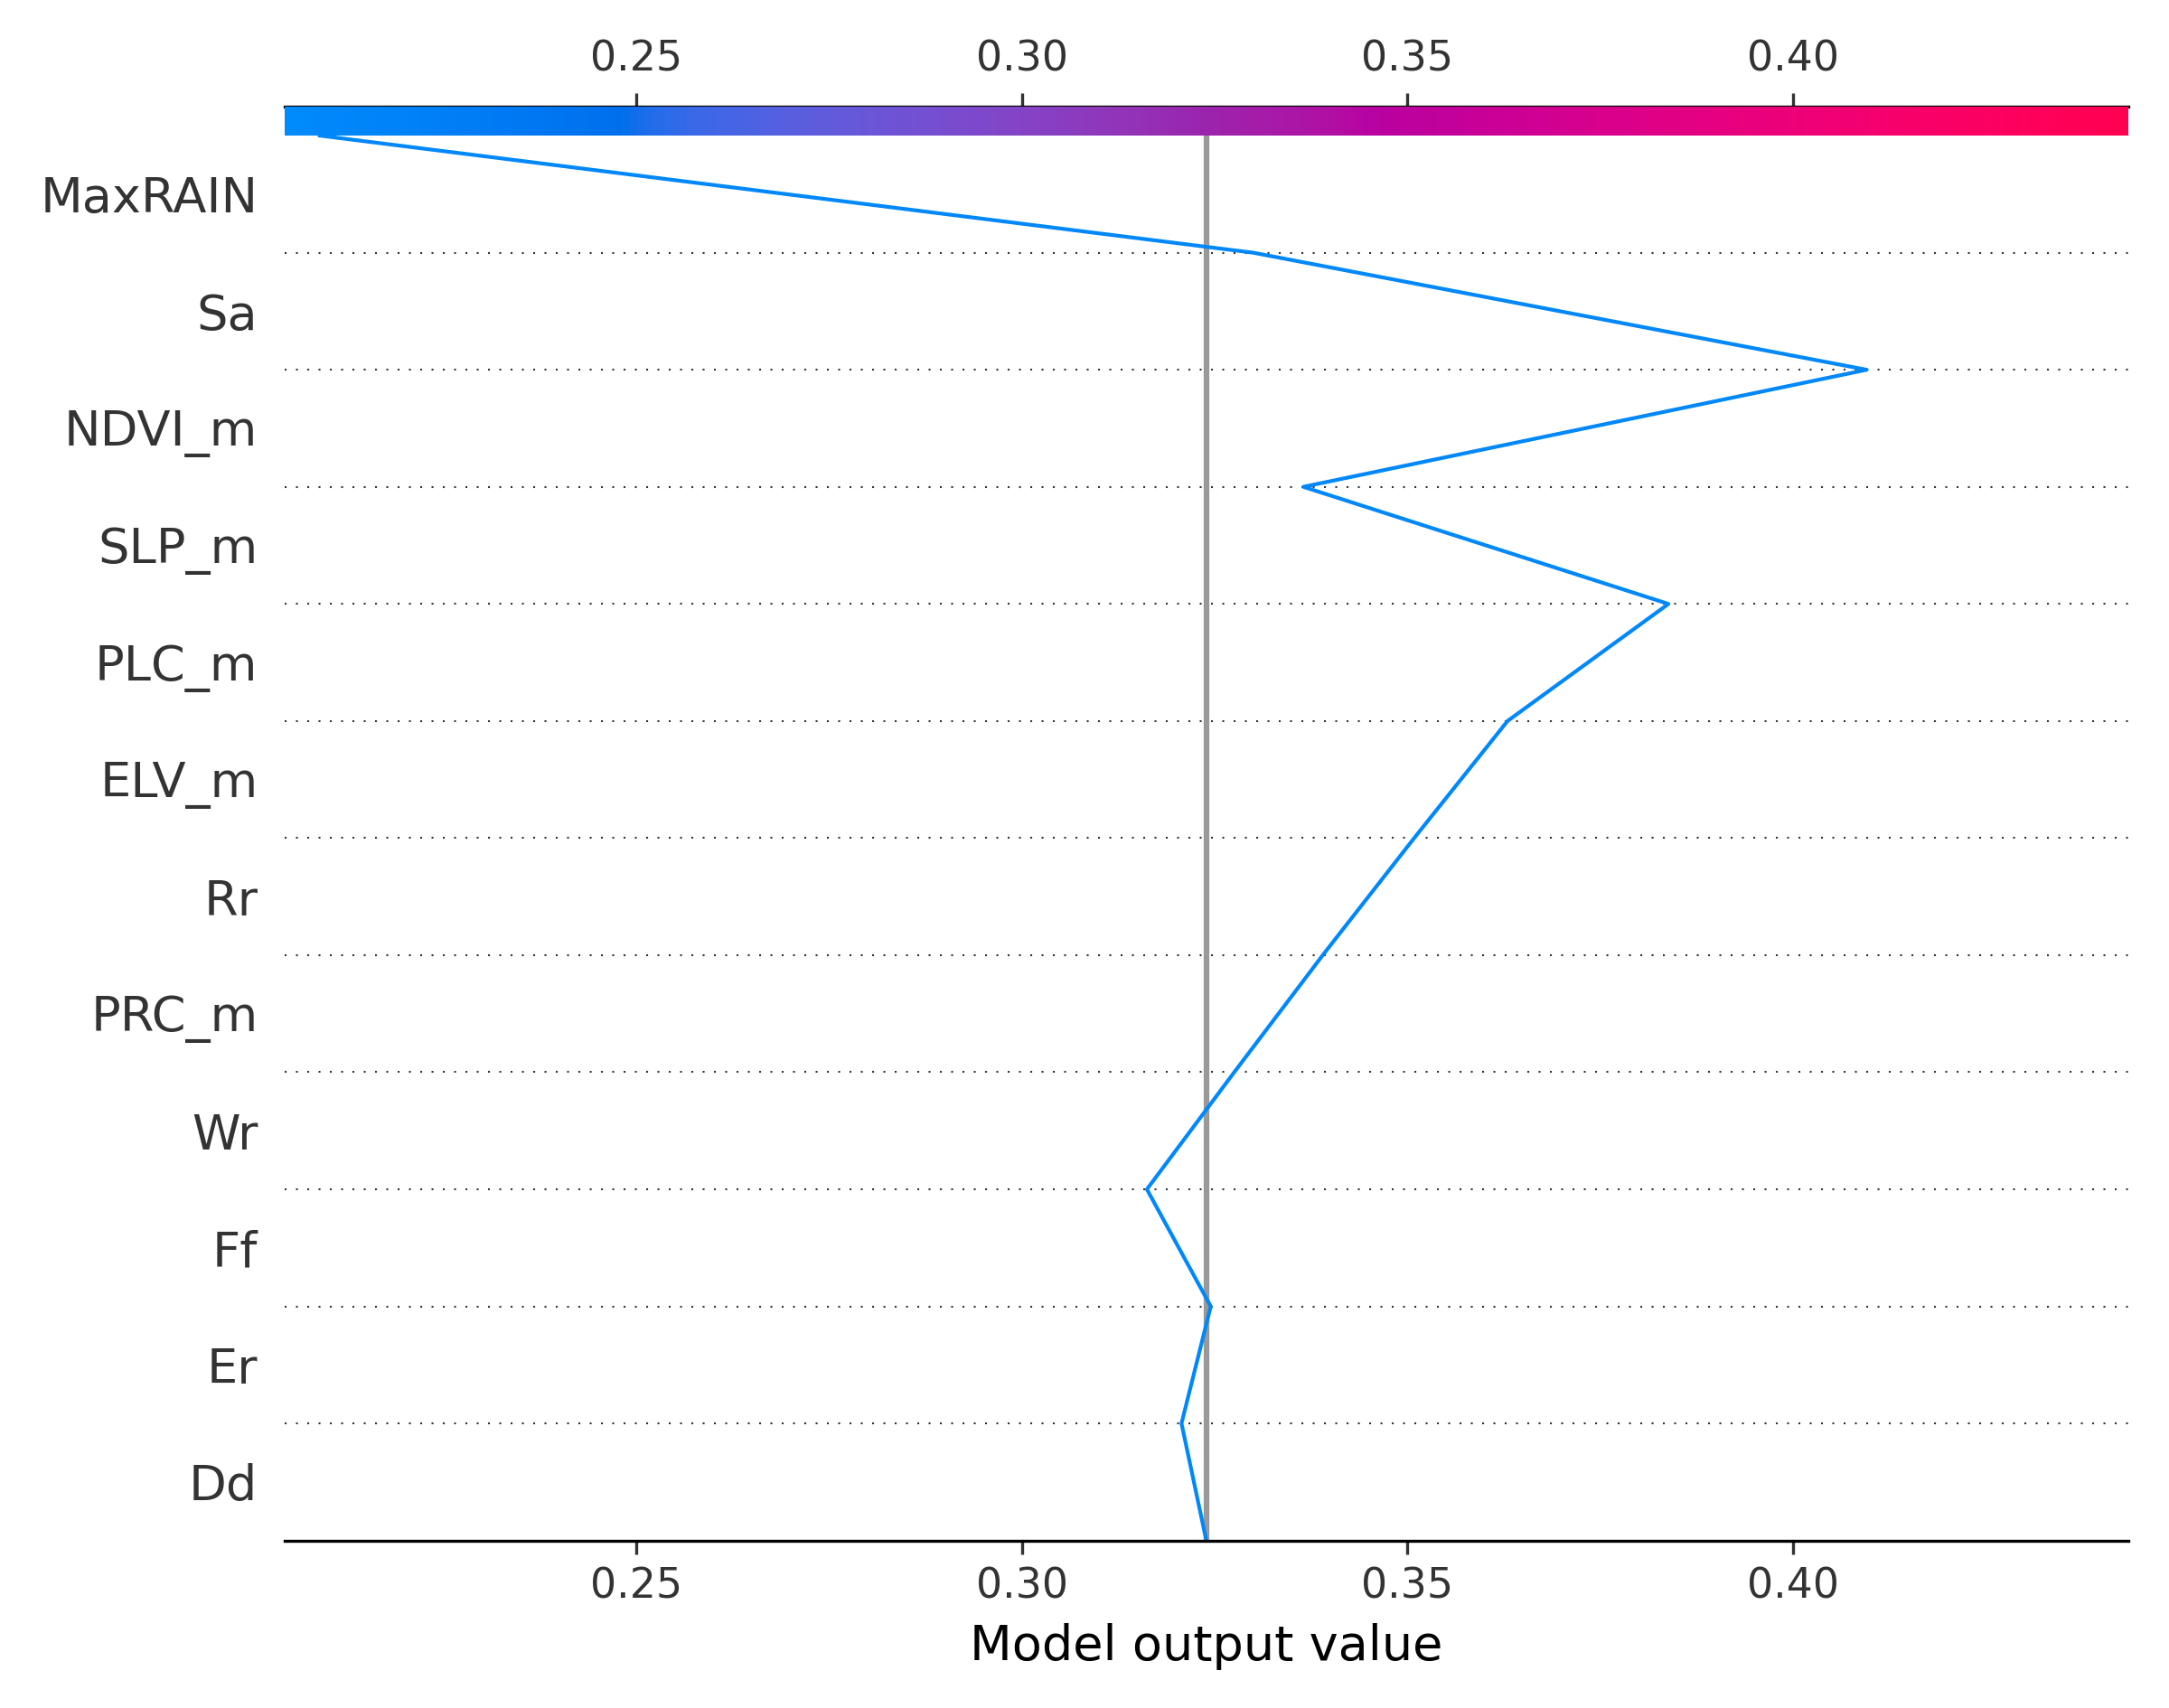 0.25 0.30 0.35 0.40
MaxRAIN
Sa
NDVI_m
SLP_m
PLC_m
ELV_m
Rr
PRC_m
Wr
Ff
Er
Dd
0.25 0.30 0.35 0.40
Model output value